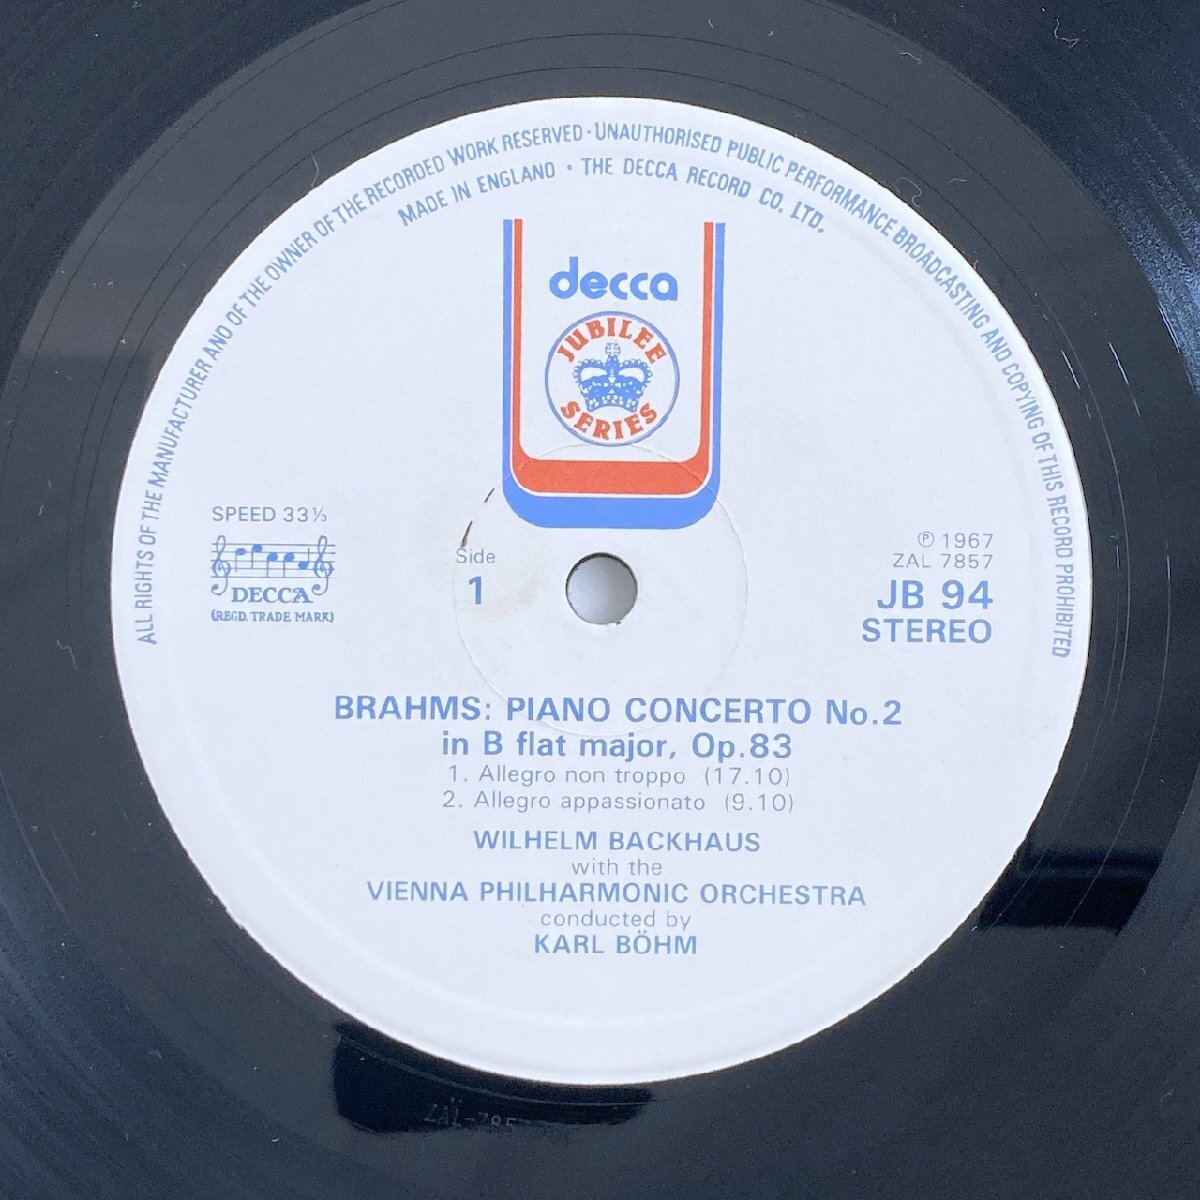 ALL RIGHTS OF THE MANUFACTURER AND OF THE OWNER OF THE RECORDED WORK RESERVED · UNAUTHORISED PUBLIC PERFORMANCE BROADCASTING AND COPYING OF THIS RECORD PROHIBITED
MADE IN ENGLAND · THE DECCA RECORD CO. LTD.
decca
JUBILEE
SERIES
SPEED 33⅓
DECCA
(REGD. TRADE MARK)
Side
1
℗ 1967
ZAL 7857
JB 94
STEREO
BRAHMS: PIANO CONCERTO No.2
in B flat major, Op.83
1. Allegro non troppo (17.10)
2. Allegro appassionato (9.10)
WILHELM BACKHAUS
with the
VIENNA PHILHARMONIC ORCHESTRA
conducted by
KARL BÖHM